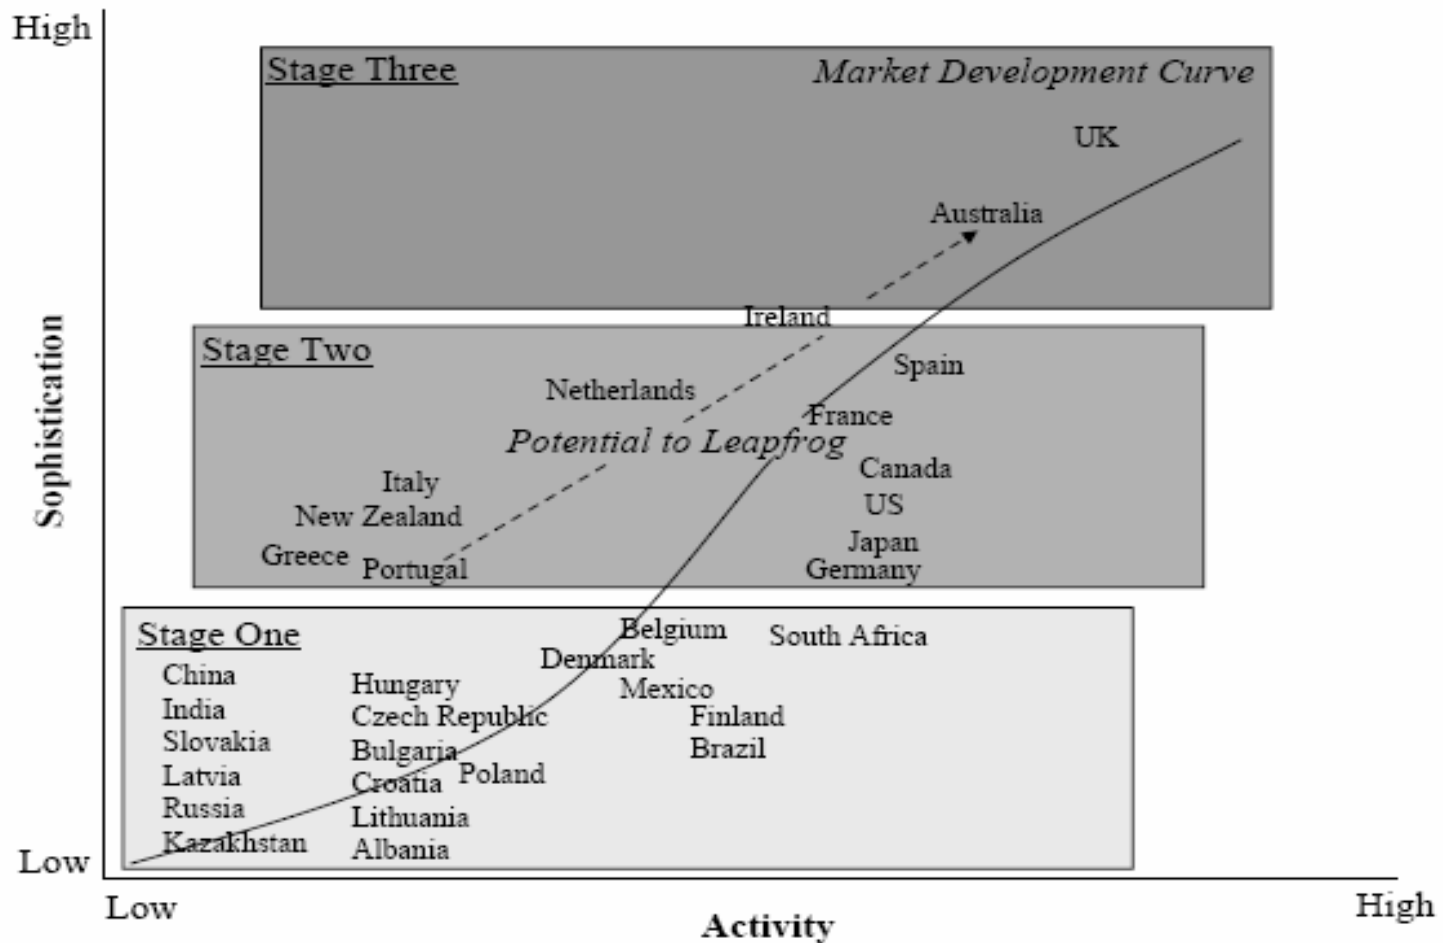 High
Stage Three
Market Development Curve
UK
Australia
Ireland
Stage Two
Spain
Netherlands
France
Potential to Leapfrog
Canada
Italy
US
New Zealand
Japan
Greece
Portugal
Germany
Sophistication
Stage One
Belgium
South Africa
Denmark
China
Hungary
Mexico
India
Czech Republic
Finland
Slovakia
Bulgaria
Brazil
Latvia
Croatia
Poland
Russia
Lithuania
Kazakhstan
Albania
Low
Low
High
Activity